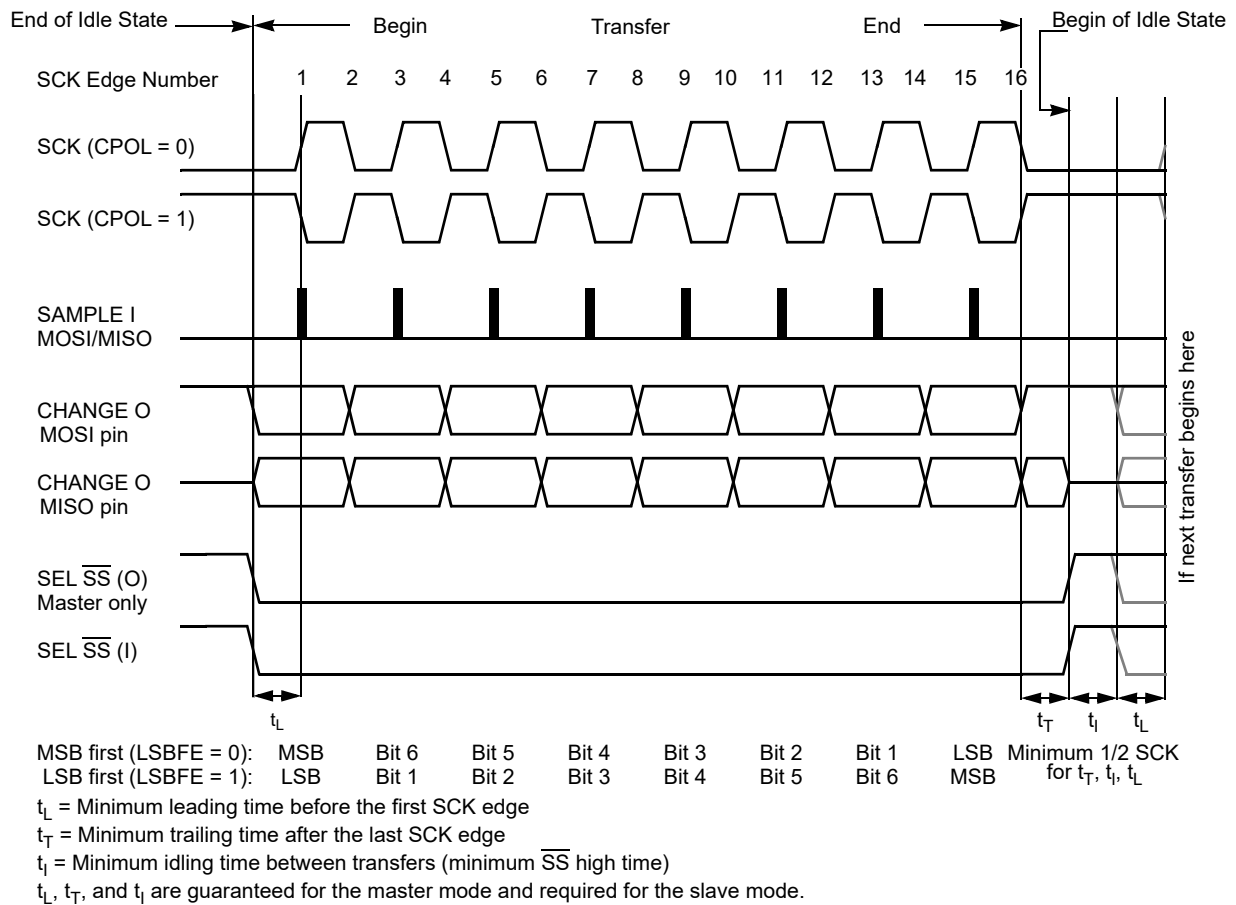 End of Idle State
Begin
Transfer
End
Begin of Idle State
SCK Edge Number
1 2 3 4 5 6 7 8 9 10 11 12 13 14 15 16
SCK (CPOL = 0)
SCK (CPOL = 1)
SAMPLE I
MOSI/MISO
CHANGE O
MOSI pin
CHANGE O
MISO pin
SEL S̅S̅ (O)
Master only
SEL S̅S̅ (I)
If next transfer begins here
tL
tT tI tL
MSB first (LSBFE = 0): MSB Bit 6 Bit 5 Bit 4 Bit 3 Bit 2 Bit 1 LSB Minimum 1/2 SCK
LSB first (LSBFE = 1): LSB Bit 1 Bit 2 Bit 3 Bit 4 Bit 5 Bit 6 MSB for tT, tI, tL
tL = Minimum leading time before the first SCK edge
tT = Minimum trailing time after the last SCK edge
tI = Minimum idling time between transfers (minimum S̅S̅ high time)
tL, tT, and tI are guaranteed for the master mode and required for the slave mode.